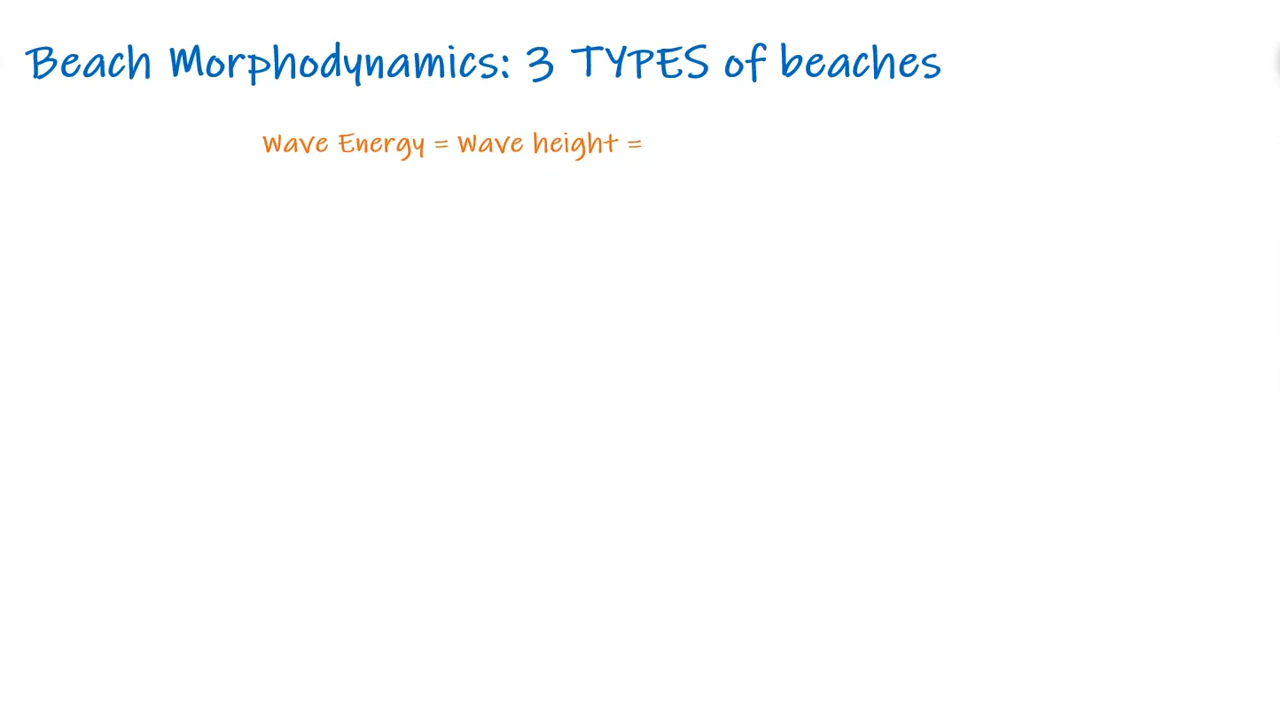 Beach Morphodynamics: 3 TYPES of beaches
Wave Energy = Wave height =